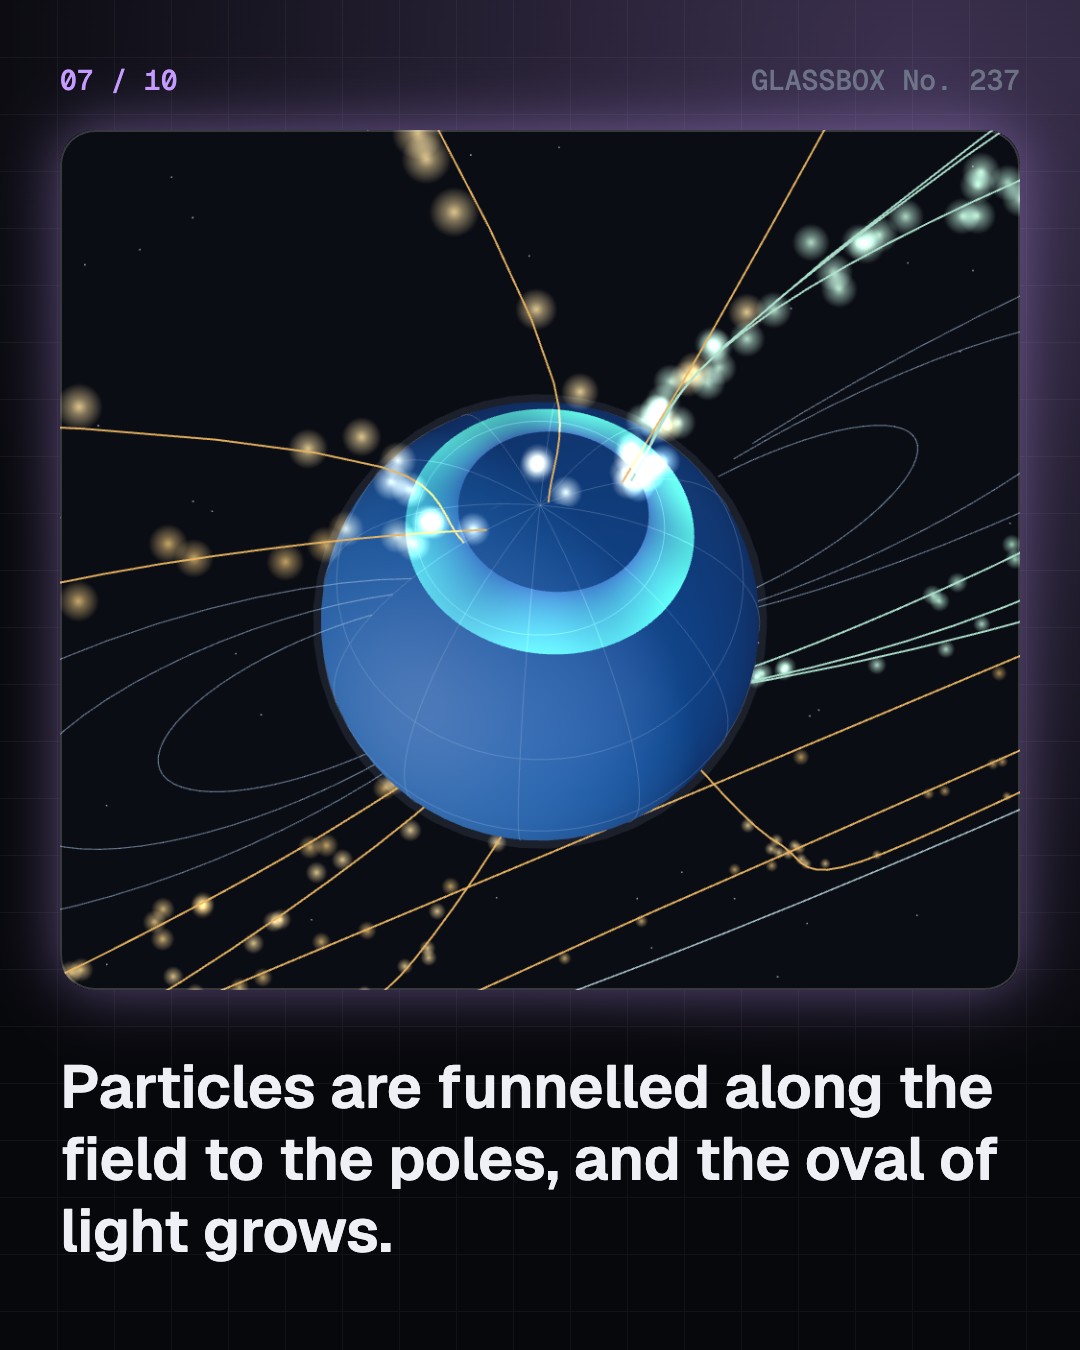 07 / 10
GLASSBOX No. 237
Particles are funnelled along the
field to the poles, and the oval of
light grows.